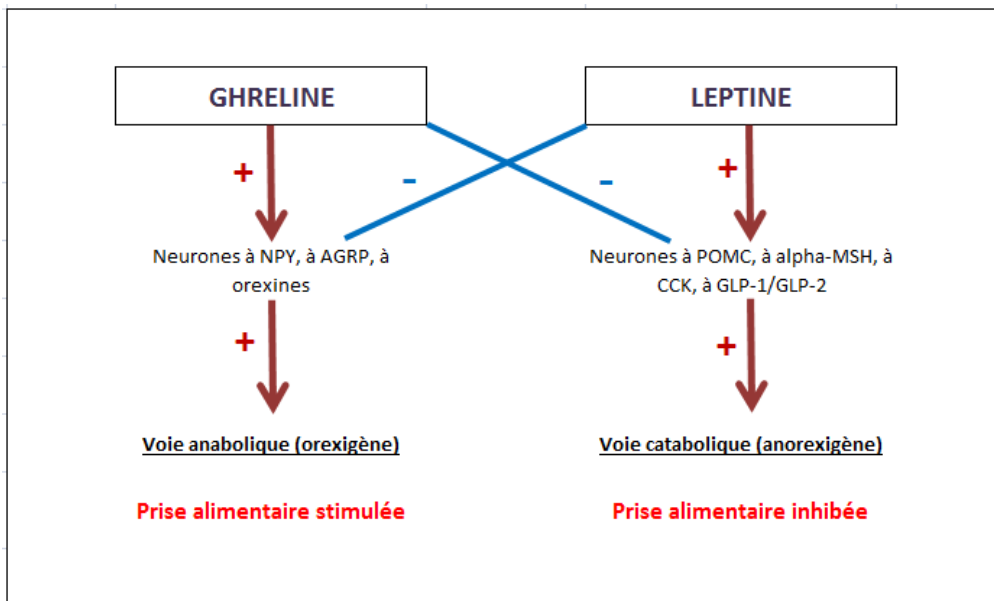 GHRELINE
LEPTINE
+
-
-
+
Neurones à NPY, à AGRP, à
orexines
Neurones à POMC, à alpha-MSH, à
CCK, à GLP-1/GLP-2
+
+
Voie anabolique (orexigène)
Voie catabolique (anorexigène)
Prise alimentaire stimulée
Prise alimentaire inhibée